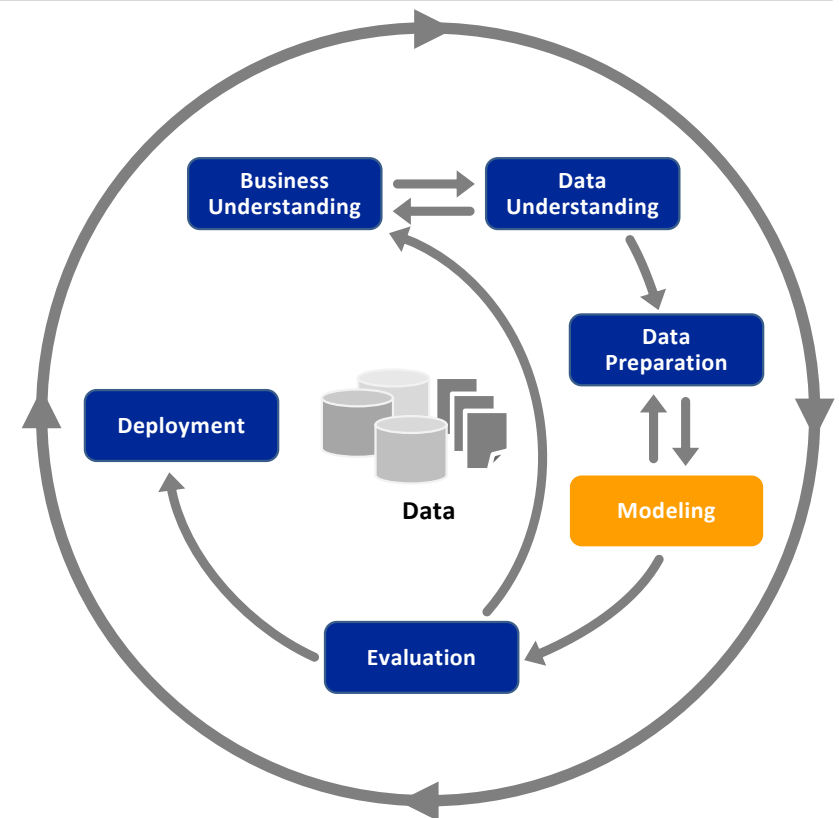 Business
Understanding
Data
Understanding
Data
Preparation
Deployment
Data
Modeling
Evaluation